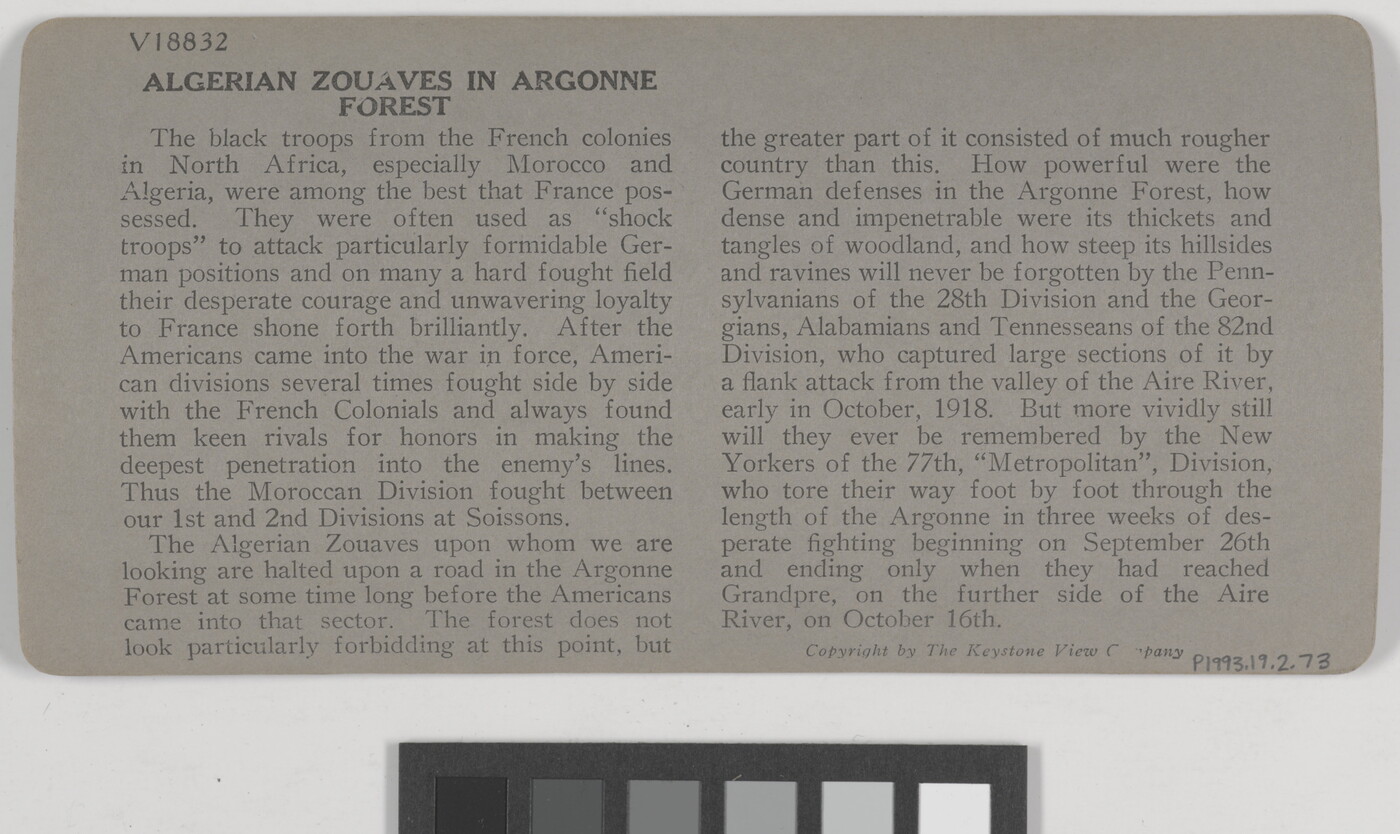 V18832
ALGERIAN ZOUAVES IN ARGONNE
FOREST
The black troops from the French colonies
in North Africa, especially Morocco and
Algeria, were among the best that France pos-
sessed. They were often used as “shock
troops” to attack particularly formidable Ger-
man positions and on many a hard fought field
their desperate courage and unwavering loyalty
to France shone forth brilliantly. After the
Americans came into the war in force, Ameri-
can divisions several times fought side by side
with the French Colonials and always found
them keen rivals for honors in making the
deepest penetration into the enemy’s lines.
Thus the Moroccan Division fought between
our 1st and 2nd Divisions at Soissons.
The Algerian Zouaves upon whom we are
looking are halted upon a road in the Argonne
Forest at some time long before the Americans
came into that sector. The forest does not
look particularly forbidding at this point, but
the greater part of it consisted of much rougher
country than this. How powerful were the
German defenses in the Argonne Forest, how
dense and impenetrable were its thickets and
tangles of woodland, and how steep its hillsides
and ravines will never be forgotten by the Penn-
sylvanians of the 28th Division and the Geor-
gians, Alabamians and Tennesseans of the 82nd
Division, who captured large sections of it by
a flank attack from the valley of the Aire River,
early in October, 1918. But more vividly still
will they ever be remembered by the New
Yorkers of the 77th, “Metropolitan”, Division,
who tore their way foot by foot through the
length of the Argonne in three weeks of des-
perate fighting beginning on September 26th
and ending only when they had reached
Grandpre, on the further side of the Aire
River, on October 16th.
Copyright by The Keystone View C pany
P1993.19.2.73